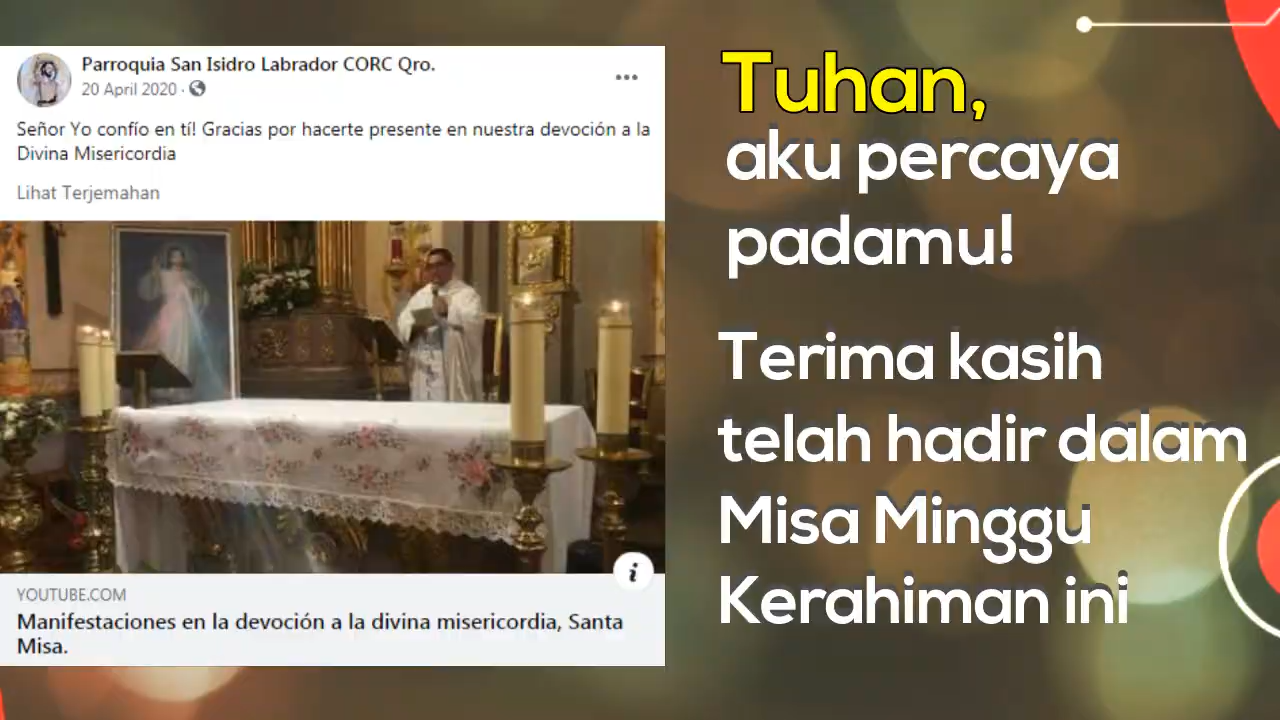 Parroquia San Isidro Labrador CORC Qro.
20 April 2020 ·
Señor Yo confío en tí! Gracias por hacerte presente en nuestra devoción a la
Divina Misericordia
Lihat Terjemahan
YOUTUBE.COM
Manifestaciones en la devoción a la divina misericordia, Santa
Misa.
Tuhan,
aku percaya
padamu!
Terima kasih
telah hadir dalam
Misa Minggu
Kerahiman ini